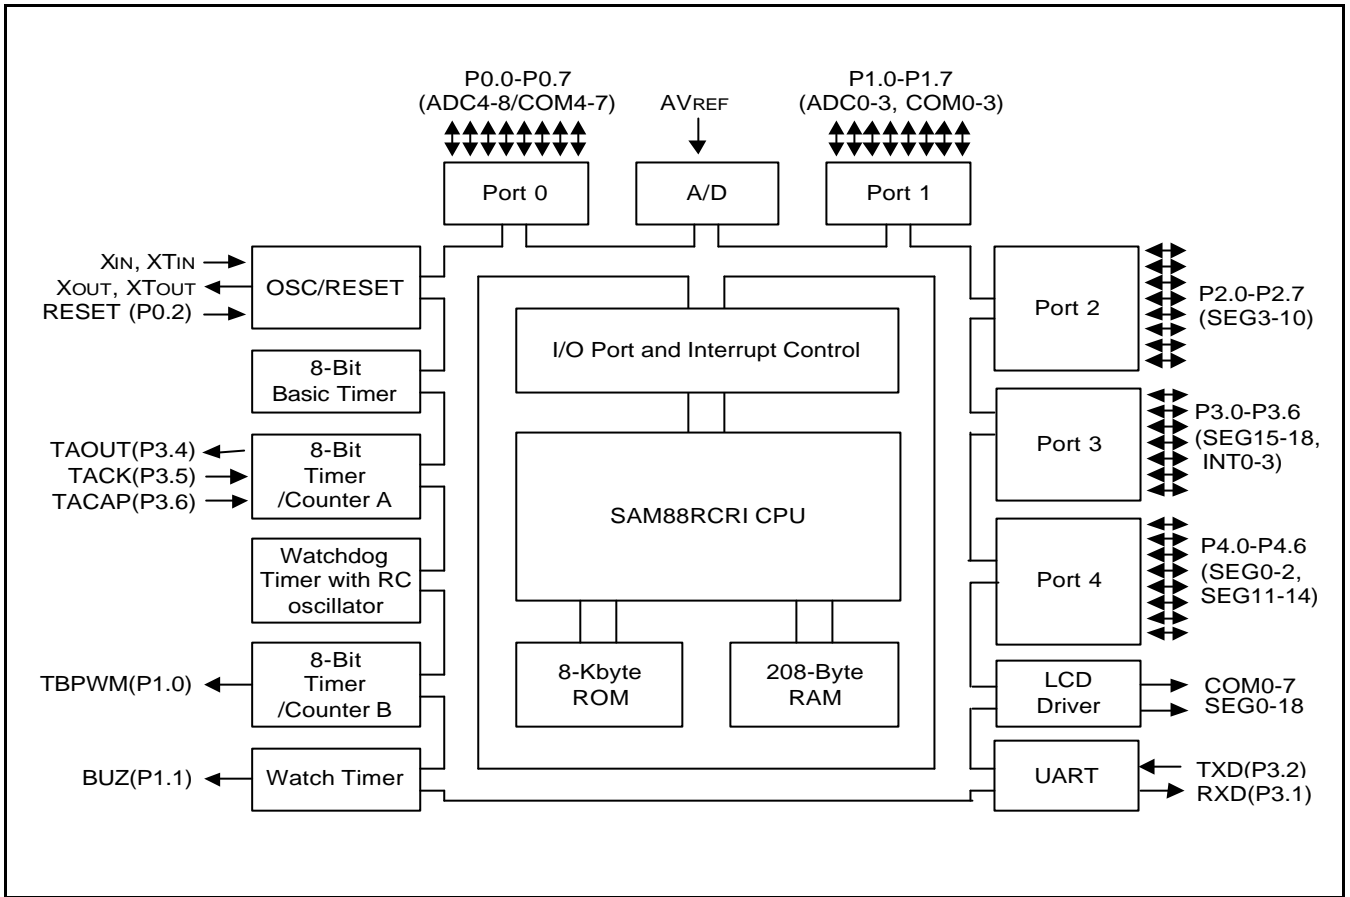 P0.0-P0.7
(ADC4-8/COM4-7)
AVREF
P1.0-P1.7
(ADC0-3, COM0-3)
Port 0
A/D
Port 1
XIN, XTIN
XOUT, XTOUT
RESET (P0.2)
OSC/RESET
Port 2
P2.0-P2.7
(SEG3-10)
I/O Port and Interrupt Control
8-Bit
Basic Timer
TAOUT(P3.4)
TACK(P3.5)
TACAP(P3.6)
8-Bit
Timer
/Counter A
Port 3
P3.0-P3.6
(SEG15-18,
INT0-3)
SAM88RCRI CPU
Watchdog
Timer with RC
oscillator
Port 4
P4.0-P4.6
(SEG0-2,
SEG11-14)
TBPWM(P1.0)
8-Bit
Timer
/Counter B
8-Kbyte
ROM
208-Byte
RAM
LCD
Driver
COM0-7
SEG0-18
BUZ(P1.1)
Watch Timer
UART
TXD(P3.2)
RXD(P3.1)